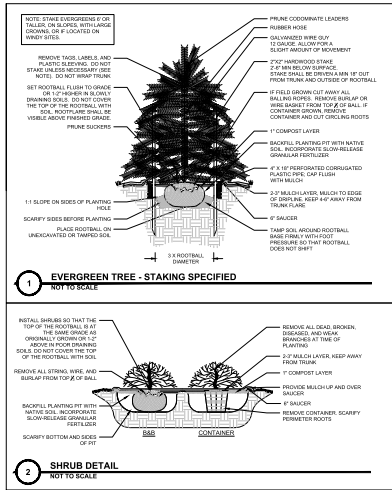 NOTE: STAKE EVERGREENS 6' OR
TALLER, ON SLOPES, WITH LARGE
CROWNS, OR IF LOCATED ON
WINDY SITES.
REMOVE TAGS, LABELS, AND
PLASTIC SLEEVING. DO NOT
STAKE UNLESS NECESSARY (SEE
NOTE). DO NOT WRAP TRUNK
SET ROOTBALL FLUSH TO GRADE
OR 1-2" HIGHER IN SLOWLY
DRAINING SOILS. DO NOT COVER
THE TOP OF THE ROOTBALL WITH
SOIL. ROOTFLARE SHALL BE
VISIBLE ABOVE FINISHED GRADE.
PRUNE SUCKERS
1:1 SLOPE ON SIDES OF PLANTING
HOLE
SCARIFY SIDES BEFORE PLANTING
PLACE ROOTBALL ON
UNEXCAVATED OR TAMPED SOIL
PRUNE CODOMINATE LEADERS
RUBBER HOSE
GALVANIZED WIRE GUY
12 GAUGE. ALLOW FOR A
SLIGHT AMOUNT OF MOVEMENT
2"X2" HARDWOOD STAKE
2'-6" MIN BELOW SURFACE
STAKE SHALL BE DRIVEN A MIN 18" OUT
FROM TRUNK AND OUTSIDE OF ROOTBALL
IF FIELD GROWN CUT AWAY ALL
BALLING ROPES. REMOVE BURLAP OR
WIRE BASKET FROM TOP OF BALL. IF
CONTAINER GROWN, REMOVE
CONTAINER AND CUT CIRCLING ROOTS
1" COMPOST LAYER
BACKFILL PLANTING PIT WITH NATIVE
SOIL. INCORPORATE SLOW-RELEASE
GRANULAR FERTILIZER
4" X 18" PERFORATED CORRUGATED
PLASTIC PIPE; CAP FLUSH
WITH MULCH
2-3" MULCH LAYER, MULCH TO EDGE
OF DRIPLINE. KEEP 4-6" AWAY FROM
TRUNK FLARE
6" SAUCER
TAMP SOIL AROUND ROOTBALL
BASE FIRMLY WITH FOOT
PRESSURE SO THAT ROOTBALL
DOES NOT SHIFT
3 X ROOTBALL
DIAMETER
1
EVERGREEN TREE - STAKING SPECIFIED
NOT TO SCALE
INSTALL SHRUBS SO THAT THE
TOP OF THE ROOTBALL IS AT
THE SAME GRADE AS
ORIGINALLY GROWN OR 1-2"
ABOVE IN POOR DRAINING
SOILS. DO NOT COVER THE TOP
OF THE ROOTBALL WITH SOIL
REMOVE ALL STRING, WIRE, AND
BURLAP FROM TOP OF BALL
BACKFILL PLANTING PIT WITH
NATIVE SOIL. INCORPORATE
SLOW-RELEASE GRANULAR
FERTILIZER
SCARIFY BOTTOM AND SIDES
OF PIT
REMOVE ALL DEAD, BROKEN,
DISEASED, AND WEAK
BRANCHES AT TIME OF
PLANTING
2-3" MULCH LAYER, KEEP AWAY
FROM TRUNK
1" COMPOST LAYER
PROVIDE MULCH UP AND OVER
SAUCER
6" SAUCER
REMOVE CONTAINER, SCARIFY
PERIMETER ROOTS
B&B
CONTAINER
2
SHRUB DETAIL
NOT TO SCALE